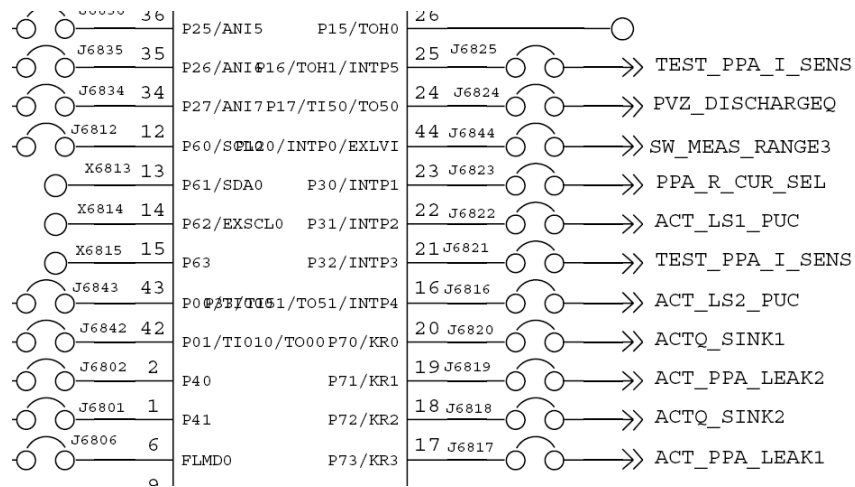 36 P25/ANI5 P15/TOH0 26
J6835 35 P26/ANI6 P16/TOH1/INTP5 25 J6825 TEST_PPA_I_SENS
J6834 34 P27/ANI7 P17/TI50/TO50 24 J6824 PVZ_DISCHARGEQ
J6812 12 P60/SCL0 P120/INTP0/EXLVI 44 J6844 SW_MEAS_RANGE3
X6813 13 P61/SDA0 P30/INTP1 23 J6823 PPA_R_CUR_SEL
X6814 14 P62/EXSCL0 P31/INTP2 22 J6822 ACT_LS1_PUC
X6815 15 P63 P32/INTP3 21 J6821 TEST_PPA_I_SENS
J6843 43 /TO51/INTP4 16 J6816 ACT_LS2_PUC
J6842 42 P01/TI010/TO00 P70/KR0 20 J6820 ACTQ_SINK1
J6802 2 P40 P71/KR1 19 J6819 ACT_PPA_LEAK2
J6801 1 P41 P72/KR2 18 J6818 ACTQ_SINK2
J6806 6 FLMD0 P73/KR3 17 J6817 ACT_PPA_LEAK1